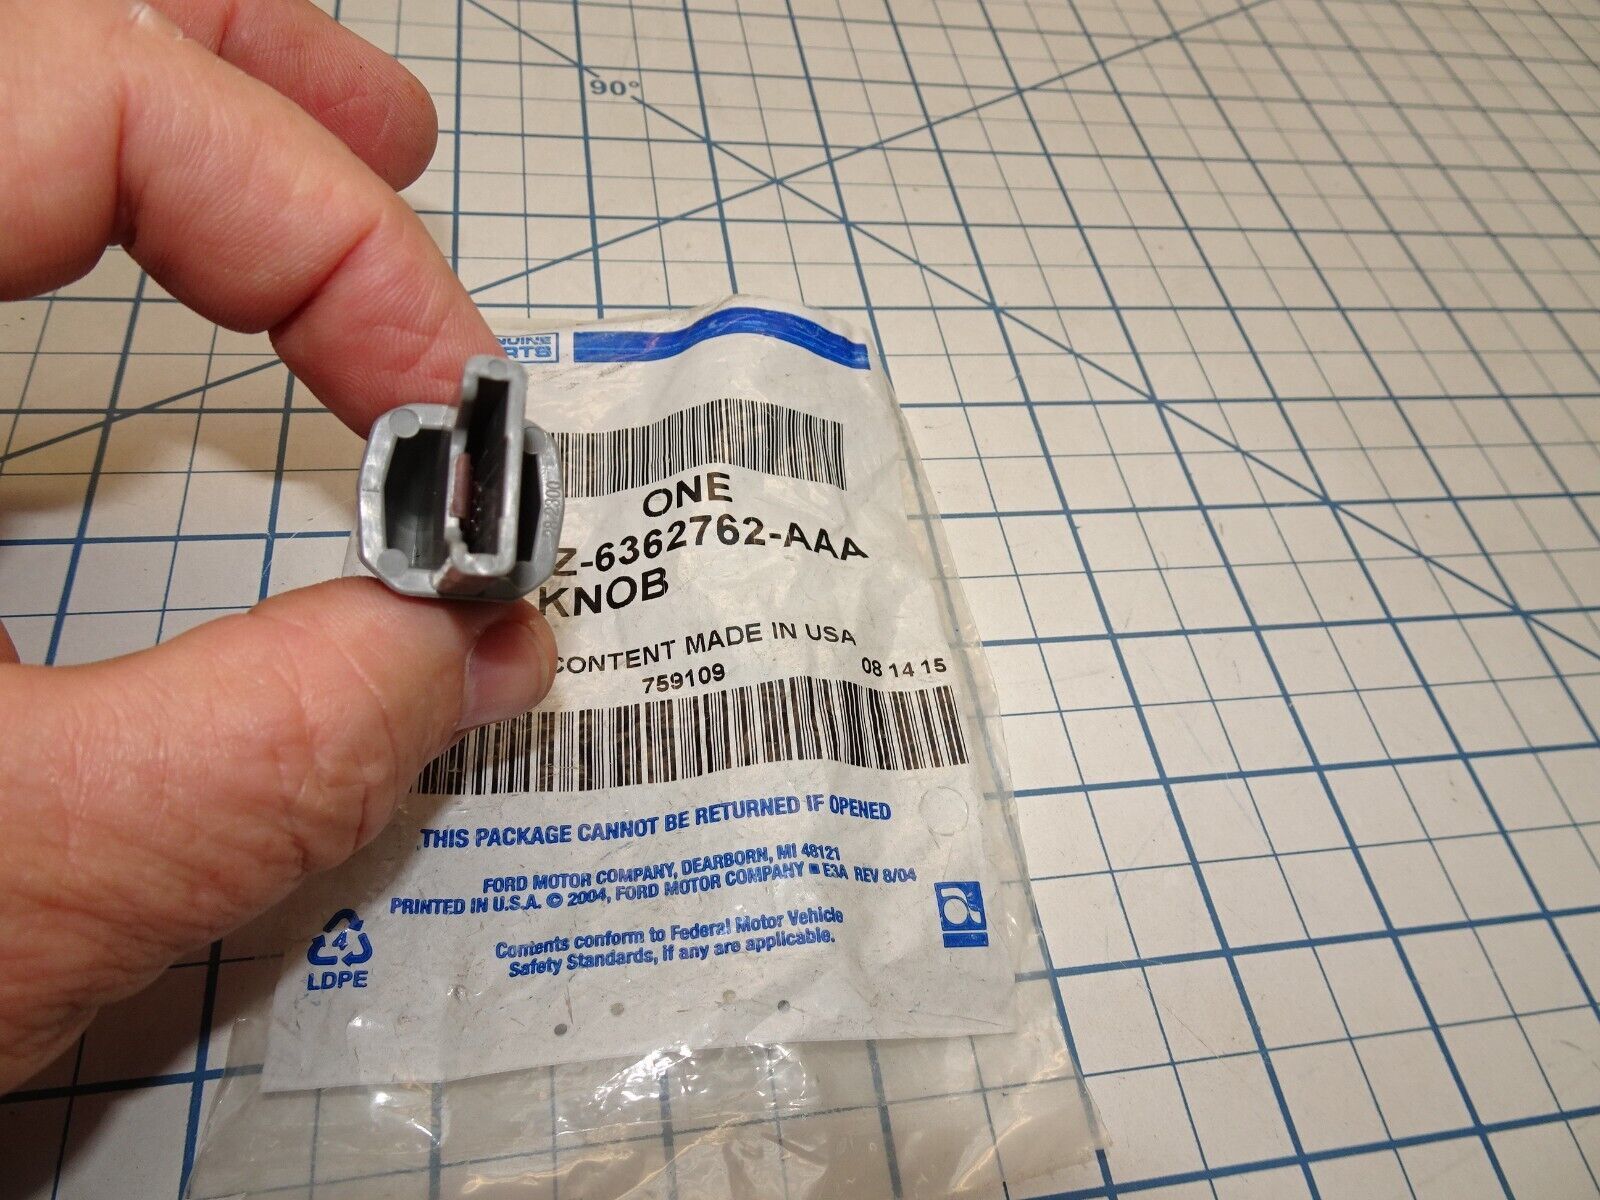 90°
ONE
Z-6362762-AAA
KNOB
CONTENT MADE IN USA
759109
08 14 15
THIS PACKAGE CANNOT BE RETURNED IF OPENED
FORD MOTOR COMPANY, DEARBORN, MI 48121
PRINTED IN U.S.A. © 2004, FORD MOTOR COMPANY ■ E3A REV 8/04
Contents conform to Federal Motor Vehicle
Safety Standards, if any are applicable.
4
LDPE